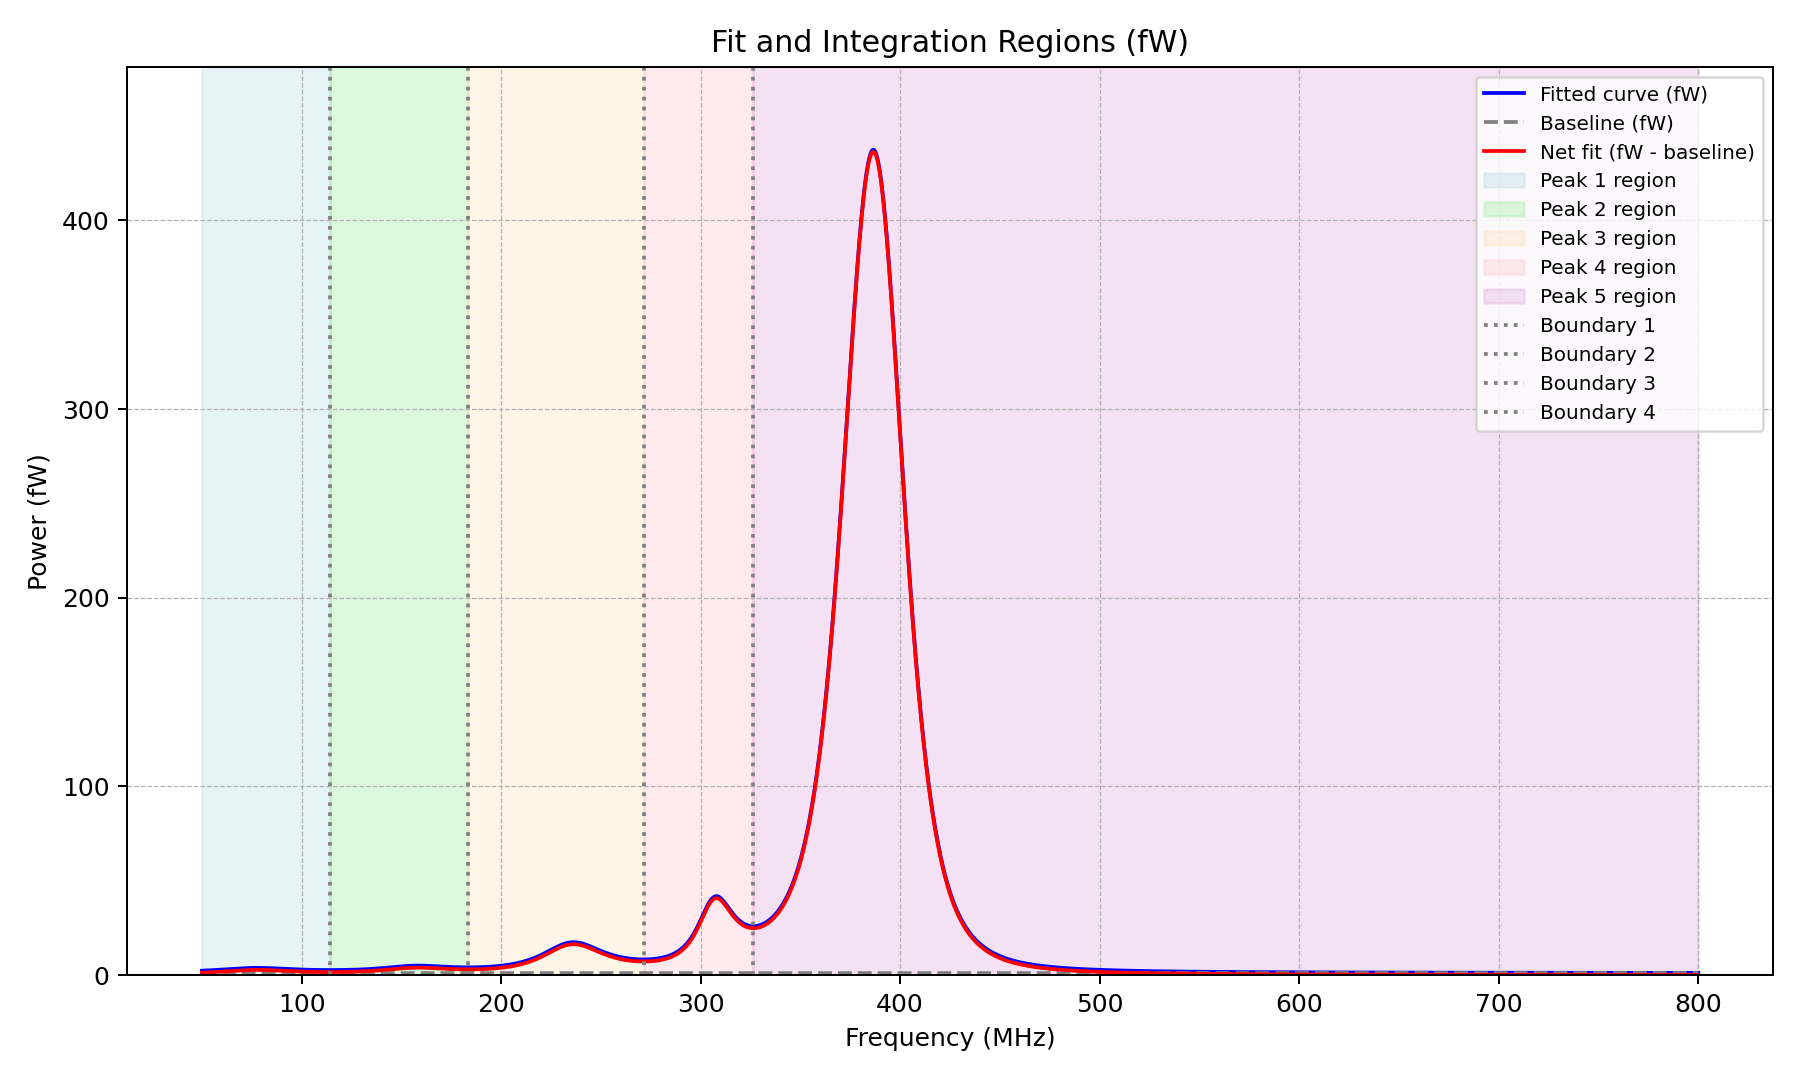 Fit and Integration Regions (fW)
Fitted curve (fW)
Baseline (fW)
Net fit (fW - baseline)
Peak 1 region
Peak 2 region
Peak 3 region
Peak 4 region
Peak 5 region
Boundary 1
Boundary 2
Boundary 3
Boundary 4
Power (fW)
400
300
200
100
0
100 200 300 400 500 600 700 800
Frequency (MHz)